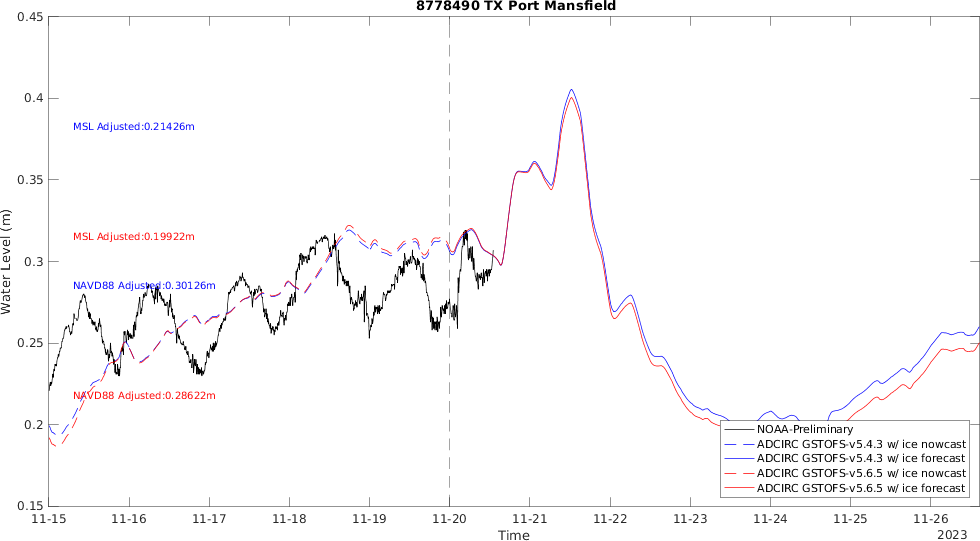 8778490 TX Port Mansfield
Water Level (m)
0.45
0.4
0.35
0.3
0.25
0.2
0.15
MSL Adjusted:0.21426m
MSL Adjusted:0.19922m
NAVD88 Adjusted:0.30126m
NAVD88 Adjusted:0.28622m
NOAA-Preliminary
ADCIRC GSTOFS-v5.4.3 w/ ice nowcast
ADCIRC GSTOFS-v5.4.3 w/ ice forecast
ADCIRC GSTOFS-v5.6.5 w/ ice nowcast
ADCIRC GSTOFS-v5.6.5 w/ ice forecast
11-15 11-16 11-17 11-18 11-19 11-20 11-21 11-22 11-23 11-24 11-25 11-26
Time
2023